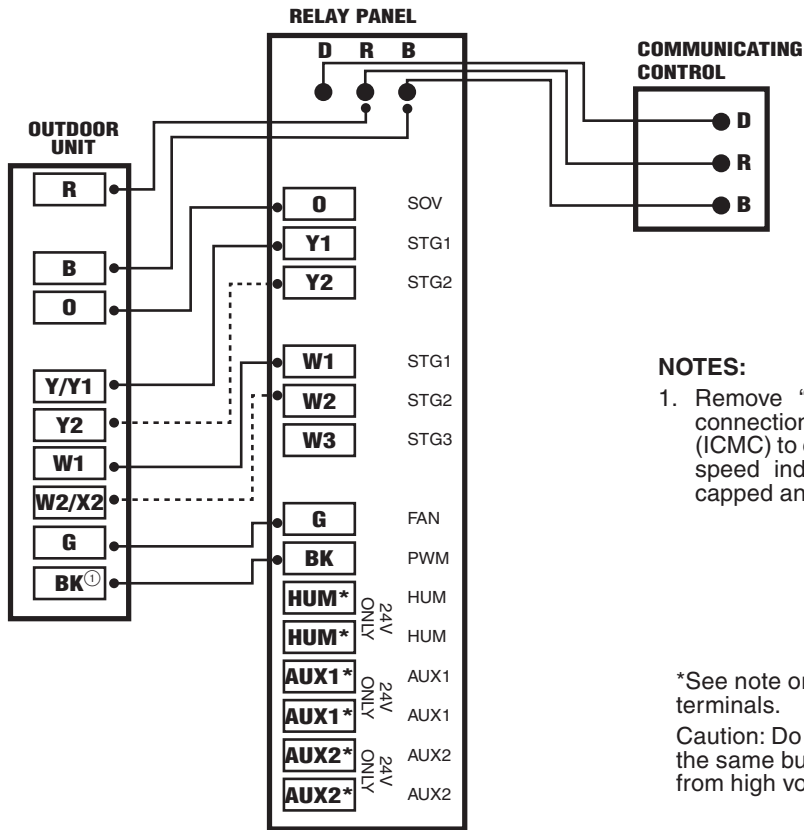 RELAY PANEL
D R B
COMMUNICATING
CONTROL
D
R
B
OUTDOOR
UNIT
R
B
O
Y/Y1
Y2
W1
W2/X2
G
BK①
O SOV
Y1 STG1
Y2 STG2
W1 STG1
W2 STG2
W3 STG3
G FAN
BK PWM
HUM* HUM
HUM* HUM
24V
ONLY
AUX1* AUX1
AUX1* AUX1
24V
ONLY
AUX2* AUX2
AUX2* AUX2
24V
ONLY
NOTES:
1. Remove “
connection
(ICMC) to
speed ind
capped an
*See note or
terminals.
Caution: Do
the same bu
from high vo